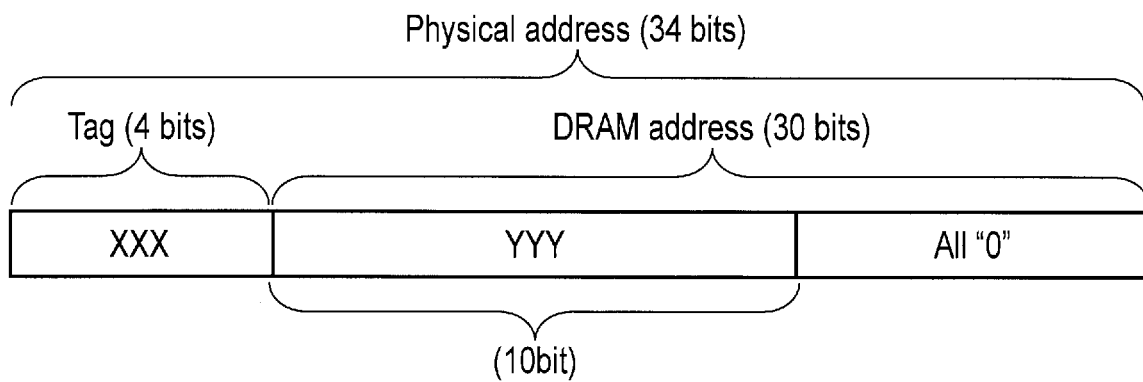 Physical address (34 bits)
Tag (4 bits) DRAM address (30 bits)
XXX YYY All “0”
(10bit)